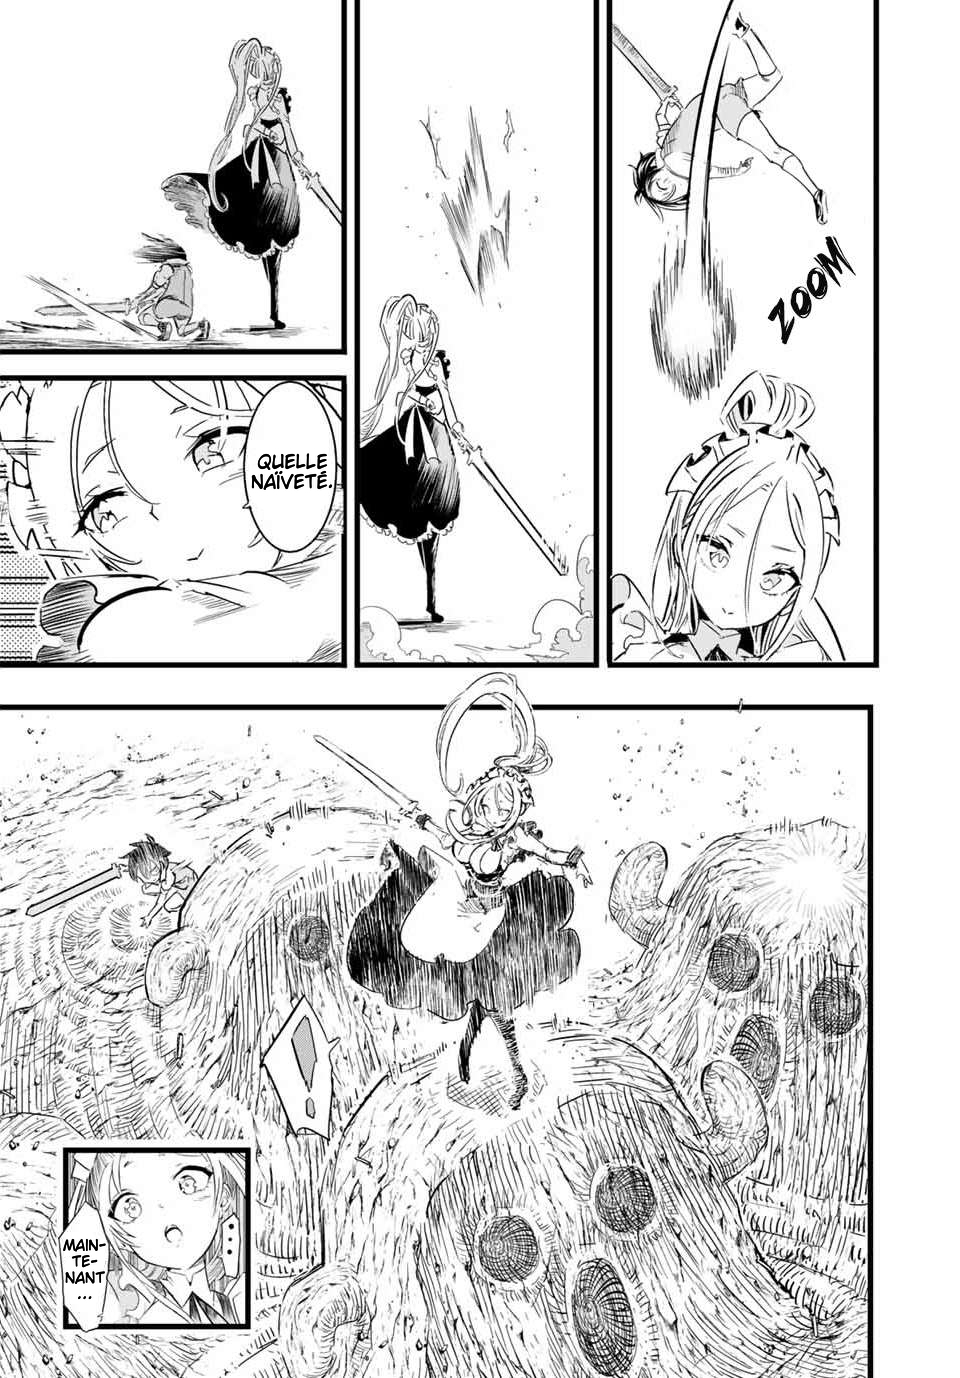 ZOOM
QUELLE
NAÏVETÉ.
!
...
MAIN-
TE-
NANT
...